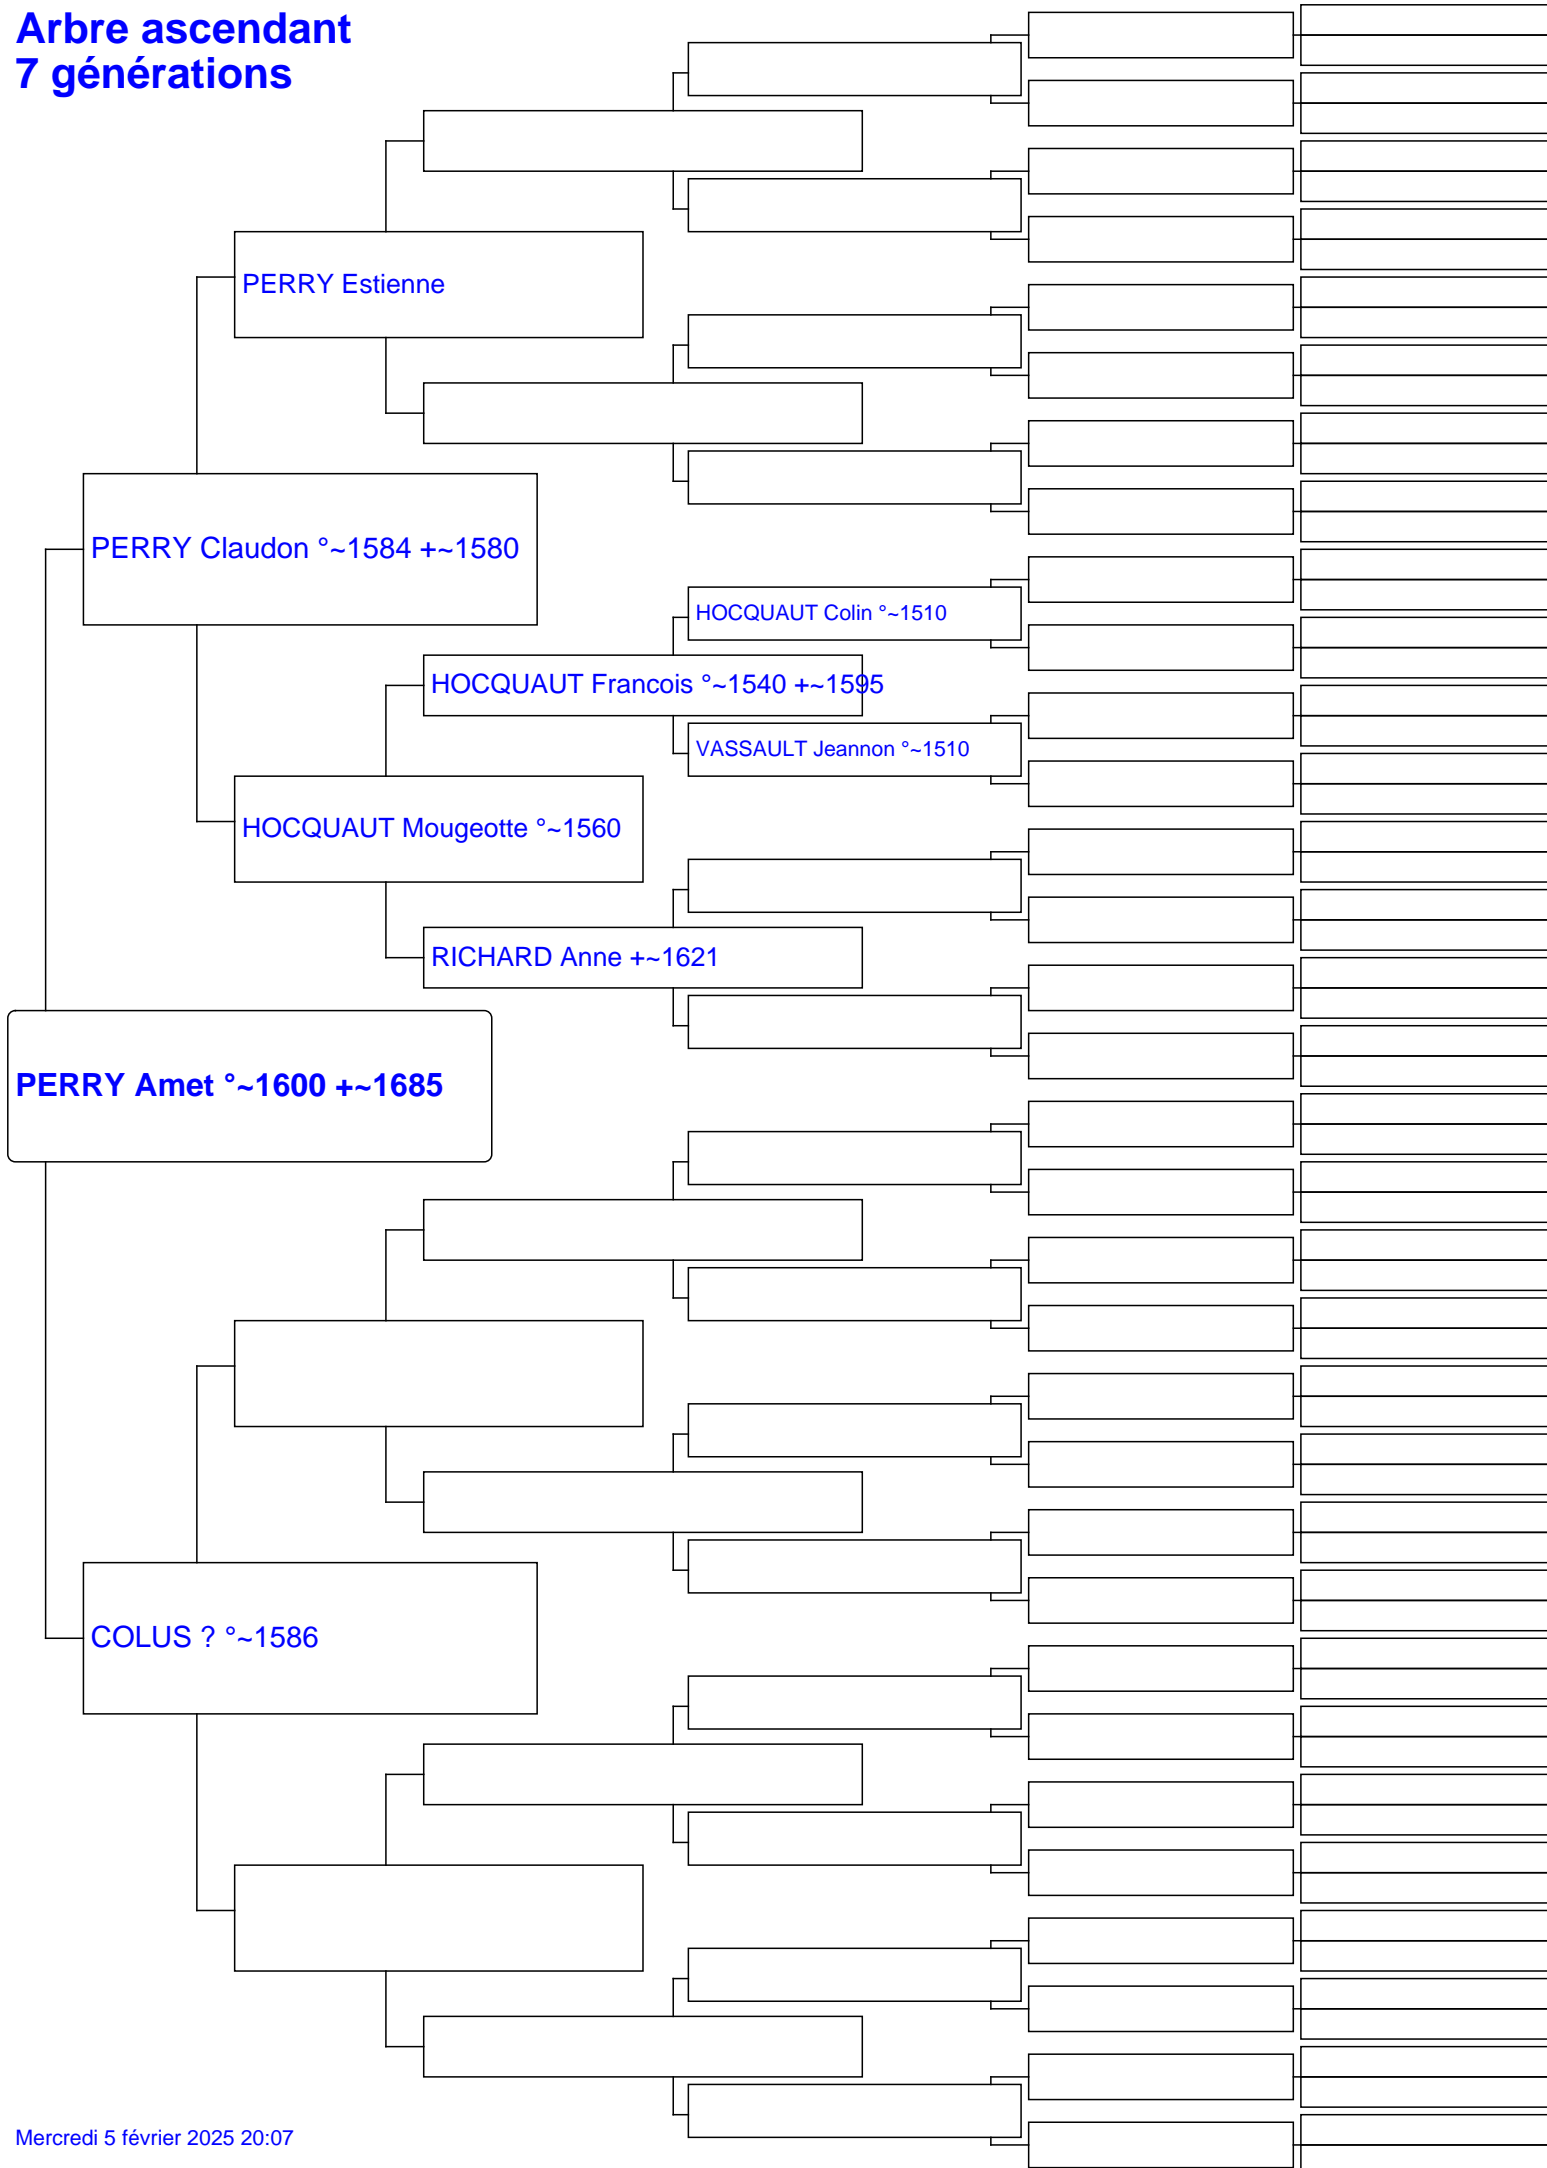 Arbre ascendant
7 générations
PERRY Estienne
PERRY Claudon °~1584 +~1580
HOCQUAUT Colin °~1510
HOCQUAUT Francois °~1540 +~1595
VASSAULT Jeannon °~1510
HOCQUAUT Mougeotte °~1560
RICHARD Anne +~1621
PERRY Amet °~1600 +~1685
COLUS ? °~1586
Mercredi 5 février 2025 20:07